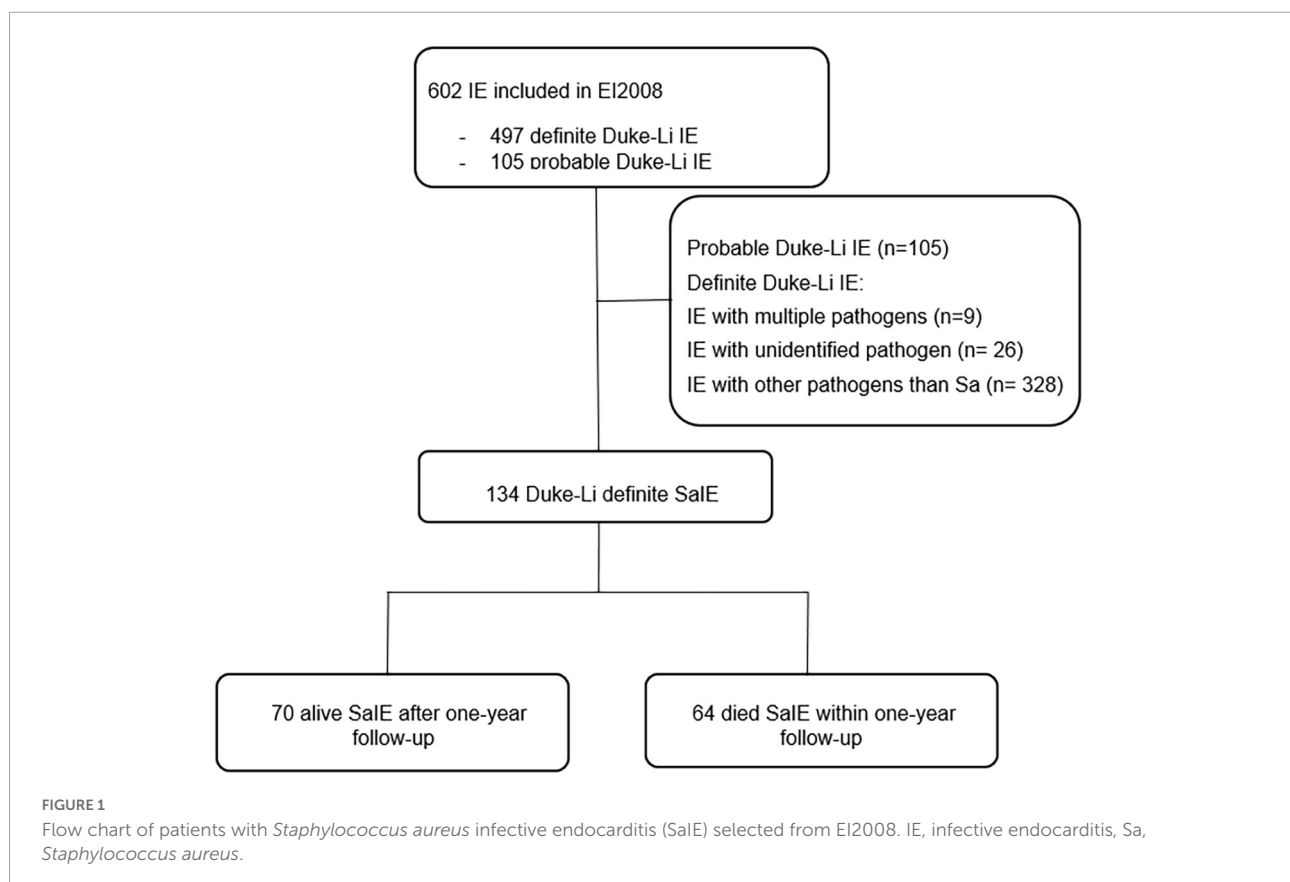 602 IE included in EI2008
- 497 definite Duke-Li IE
- 105 probable Duke-Li IE
Probable Duke-Li IE (n=105)
Definite Duke-Li IE:
IE with multiple pathogens (n=9)
IE with unidentified pathogen (n= 26)
IE with other pathogens than Sa (n= 328)
134 Duke-Li definite SaIE
70 alive SaIE after one-year
follow-up
64 died SaIE within one-year
follow-up
FIGURE 1
Flow chart of patients with Staphylococcus aureus infective endocarditis (SaIE) selected from EI2008. IE, infective endocarditis, Sa,
Staphylococcus aureus.